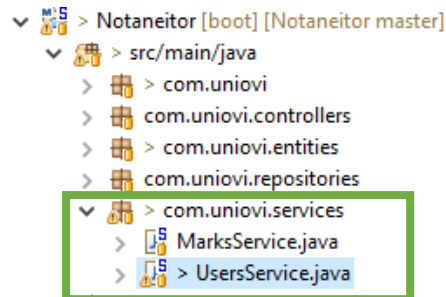 > Notaneitor [boot] [Notaneitor master]
> src/main/java
> com.uniovi
com.uniovi.controllers
> com.uniovi.entities
com.uniovi.repositories
> com.uniovi.services
MarksService.java
> UsersService.java